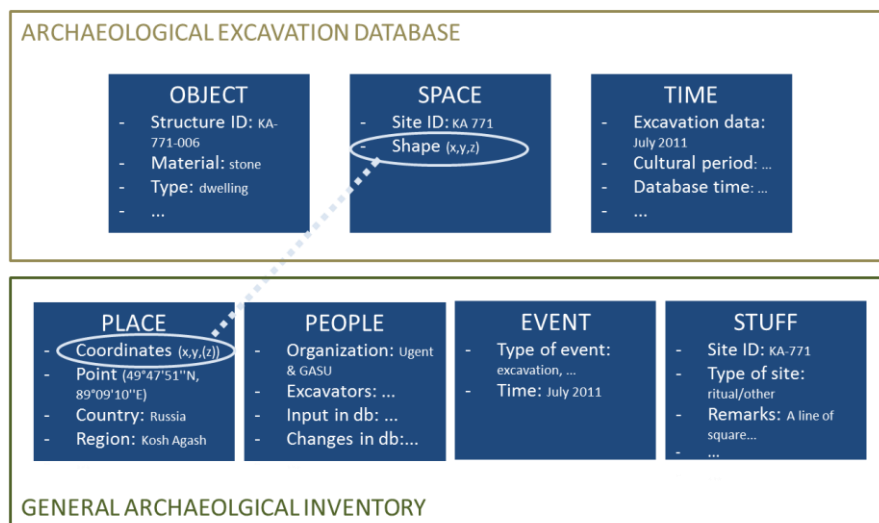 ARCHAEOLOGICAL EXCAVATION DATABASE
OBJECT
- Structure ID: KA-
771-006
- Material: stone
- Type: dwelling
- ...
SPACE
- Site ID: KA 771
- Shape (x,y,z)
TIME
- Excavation data:
July 2011
- Cultural period: ...
- Database time: ...
- ...
PLACE
- Coordinates (x,y,(z))
- Point (49°47'51''N,
89°09'10''E)
- Country: Russia
- Region: Kosh Agash
PEOPLE
- Organization: Ugent
& GASU
- Excavators: ...
- Input in db: ...
- Changes in db:...
EVENT
- Type of event:
excavation, ...
- Time: July 2011
STUFF
- Site ID: KA-771
- Type of site:
ritual/other
- Remarks: A line of
square...
- ...
GENERAL ARCHAEOLGICAL INVENTORY